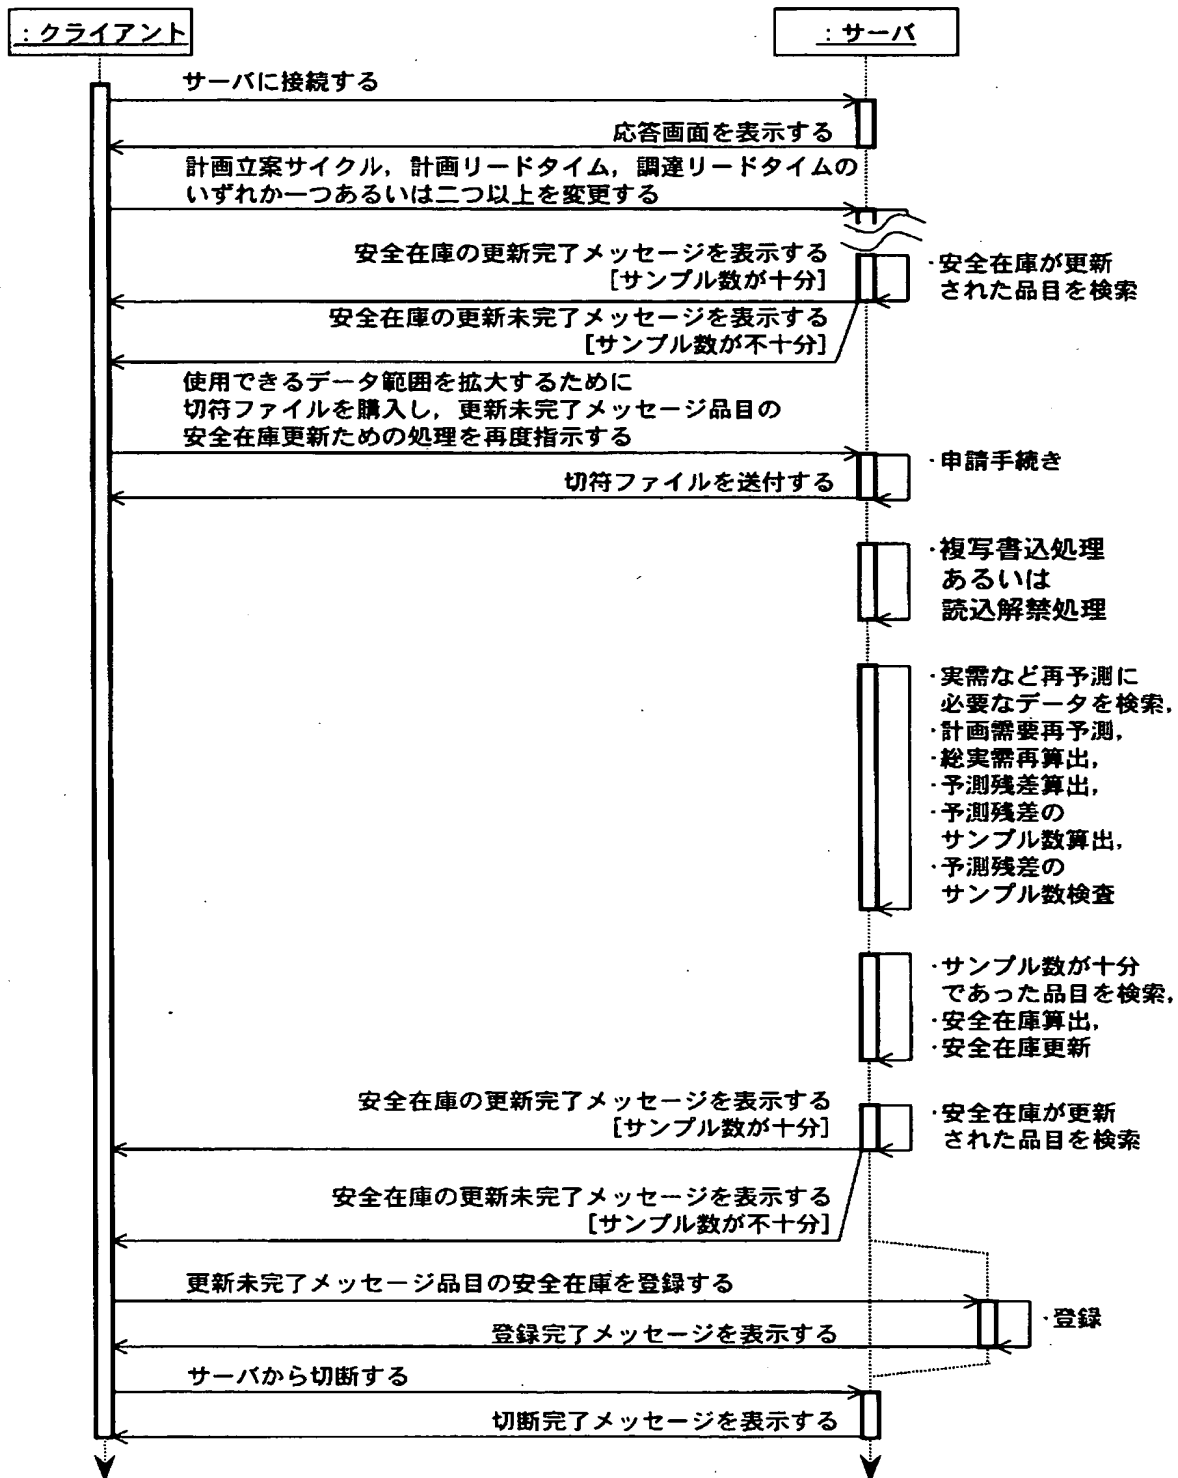 ：クライアント
：サーバ
サーバに接続する
応答画面を表示する
計画立案サイクル，計画リードタイム，調達リードタイムの
いずれか一つあるいは二つ以上を変更する
安全在庫の更新完了メッセージを表示する
[サンプル数が十分]
・安全在庫が更新
された品目を検索
安全在庫の更新未完了メッセージを表示する
[サンプル数が不十分]
使用できるデータ範囲を拡大するために
切符ファイルを購入し，更新未完了メッセージ品目の
安全在庫更新ための処理を再度指示する
・申請手続き
切符ファイルを送付する
・複写書込処理
あるいは
読込解禁処理
・実需など再予測に
必要なデータを検索，
・計画需要再予測，
・総実需再算出，
・予測残差算出，
・予測残差の
サンプル数算出，
・予測残差の
サンプル数検査
・サンプル数が十分
であった品目を検索，
・安全在庫算出，
・安全在庫更新
安全在庫の更新完了メッセージを表示する
[サンプル数が十分]
・安全在庫が更新
された品目を検索
安全在庫の更新未完了メッセージを表示する
[サンプル数が不十分]
更新未完了メッセージ品目の安全在庫を登録する
・登録
登録完了メッセージを表示する
サーバから切断する
切断完了メッセージを表示する